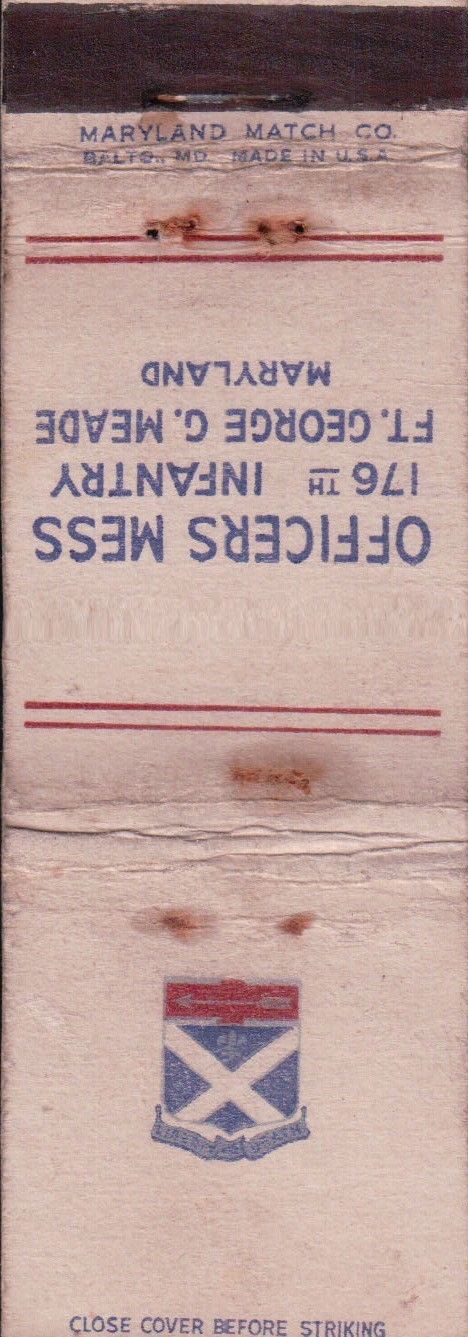 MARYLAND MATCH CO.
BALTO., MD. MADE IN U.S.A.
OFFICERS MESS
176TH INFANTRY
FT. GEORGE G. MEADE
MARYLAND
CLOSE COVER BEFORE STRIKING